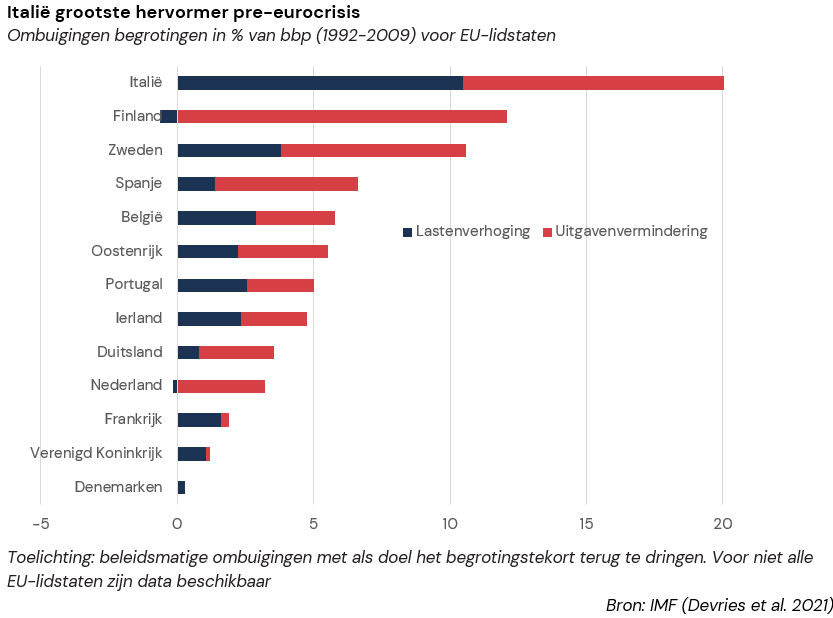 Italië grootste hervormer pre-eurocrisis
Ombuigingen begrotingen in % van bbp (1992-2009) voor EU-lidstaten
Italië
Finland
Zweden
Spanje
België
Lastenverhoging Uitgavenvermindering
Oostenrijk
Portugal
Ierland
Duitsland
Nederland
Frankrijk
Verenigd Koninkrijk
Denemarken
-5 0 5 10 15 20
Toelichting: beleidsmatige ombuigingen met als doel het begrotingstekort terug te dringen. Voor niet alle
EU-lidstaten zijn data beschikbaar
Bron: IMF (Devries et al. 2021)